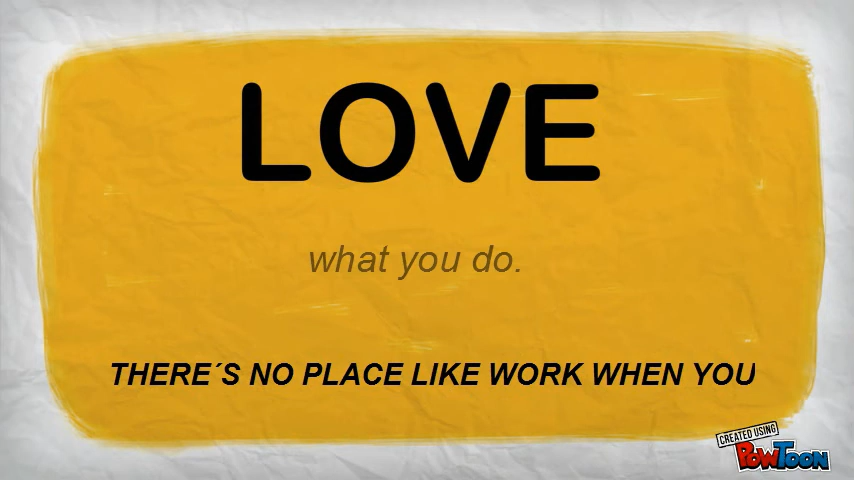 LOVE
what you do.
THERE´S NO PLACE LIKE WORK WHEN YOU
CREATED USING
POWTOON